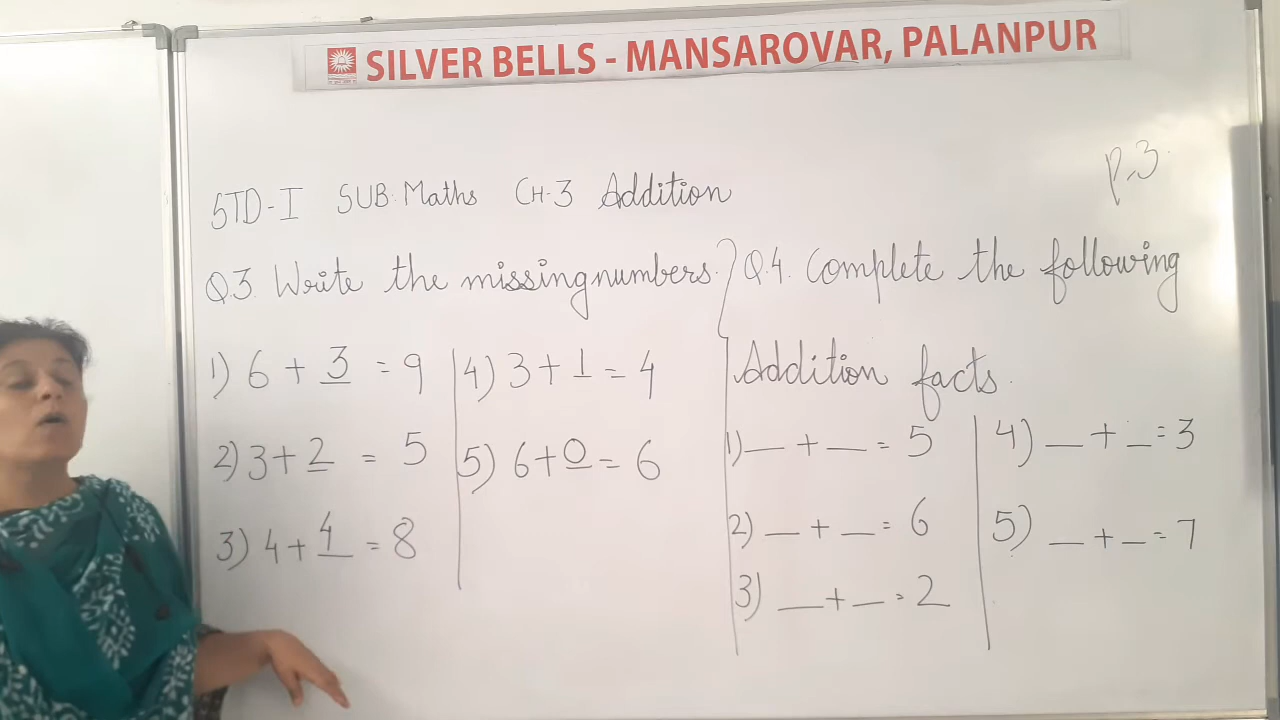 SILVER BELLS - MANSAROVAR, PALANPUR
P.3.
STD-I SUB: Maths CH-3 Addition
Q.3. Write the missing numbers.
1) 6 + 3 = 9
2) 3 + 2 = 5
3) 4 + 4 = 8
4) 3 + 1 = 4
5) 6 + 0 = 6
Q.4. Complete the following
Addition facts.
1) __ + __ = 5
2) __ + __ = 6
3) __ + __ = 2
4) __ + __ = 3
5) __ + __ = 7